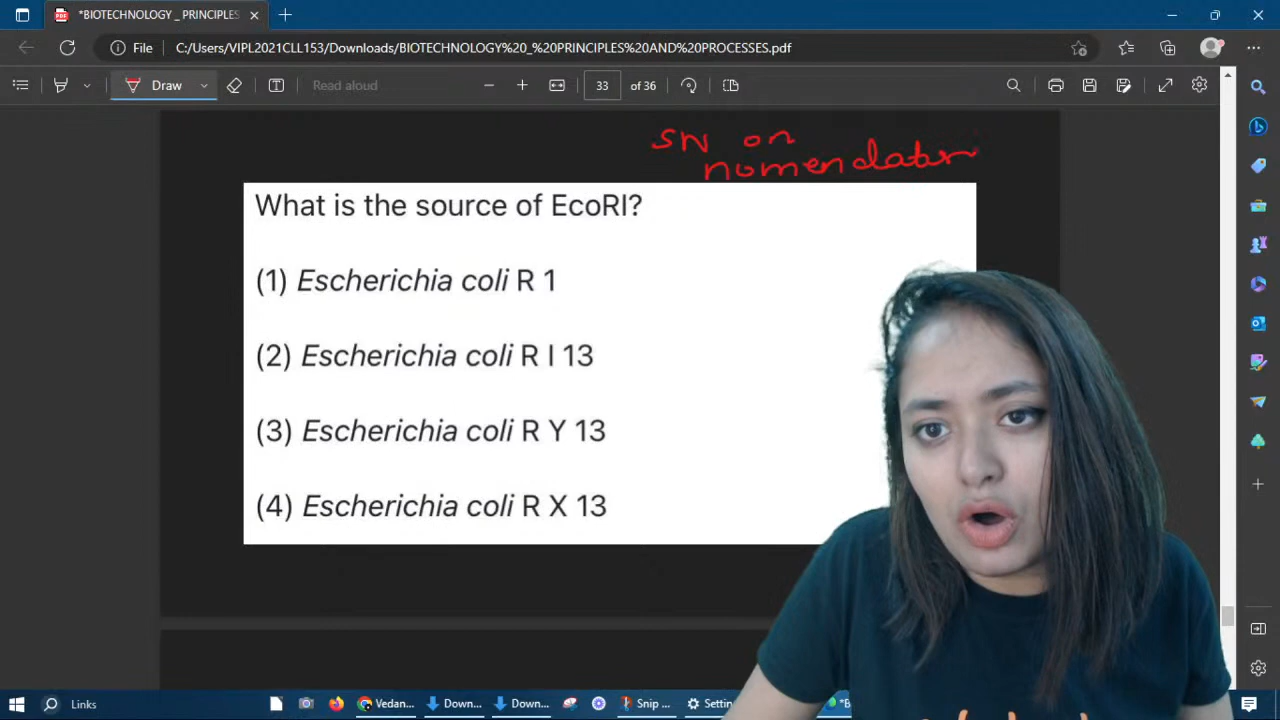 *BIOTECHNOLOGY _ PRINCIPLES
File C:/Users/VIPL2021CLL153/Downloads/BIOTECHNOLOGY%20_%20PRINCIPLES%20AND%20PROCESSES.pdf
Draw Read aloud 33 of 36
SN on
nomenclature
What is the source of EcoRI?
(1) Escherichia coli R 1
(2) Escherichia coli R I 13
(3) Escherichia coli R Y 13
(4) Escherichia coli R X 13
Links Vedan... Down... Down... Snip ... Settin